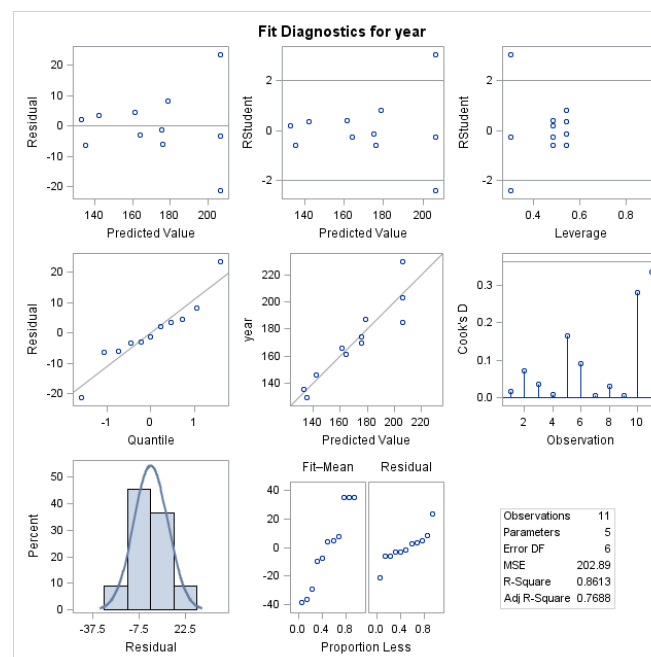 Fit Diagnostics for year
20
10
0
-10
-20
Residual
140 160 180 200
Predicted Value
2
0
-2
RStudent
140 160 180 200
Predicted Value
2
0
-2
RStudent
0.4 0.6 0.8
Leverage
20
10
0
-10
-20
Residual
-1 0 1
Quantile
220
200
180
160
140
year
140 160 180 200 220
Predicted Value
0.3
0.2
0.1
0.0
Cook's D
2 4 6 8 10
Observation
50
40
30
20
10
0
Percent
-37.5 -7.5 22.5
Residual
Fit–Mean Residual
40
20
0
-20
-40
0.0 0.4 0.8 0.0 0.4 0.8
Proportion Less
Observations 11
Parameters 5
Error DF 6
MSE 202.89
R-Square 0.8613
Adj R-Square 0.7688